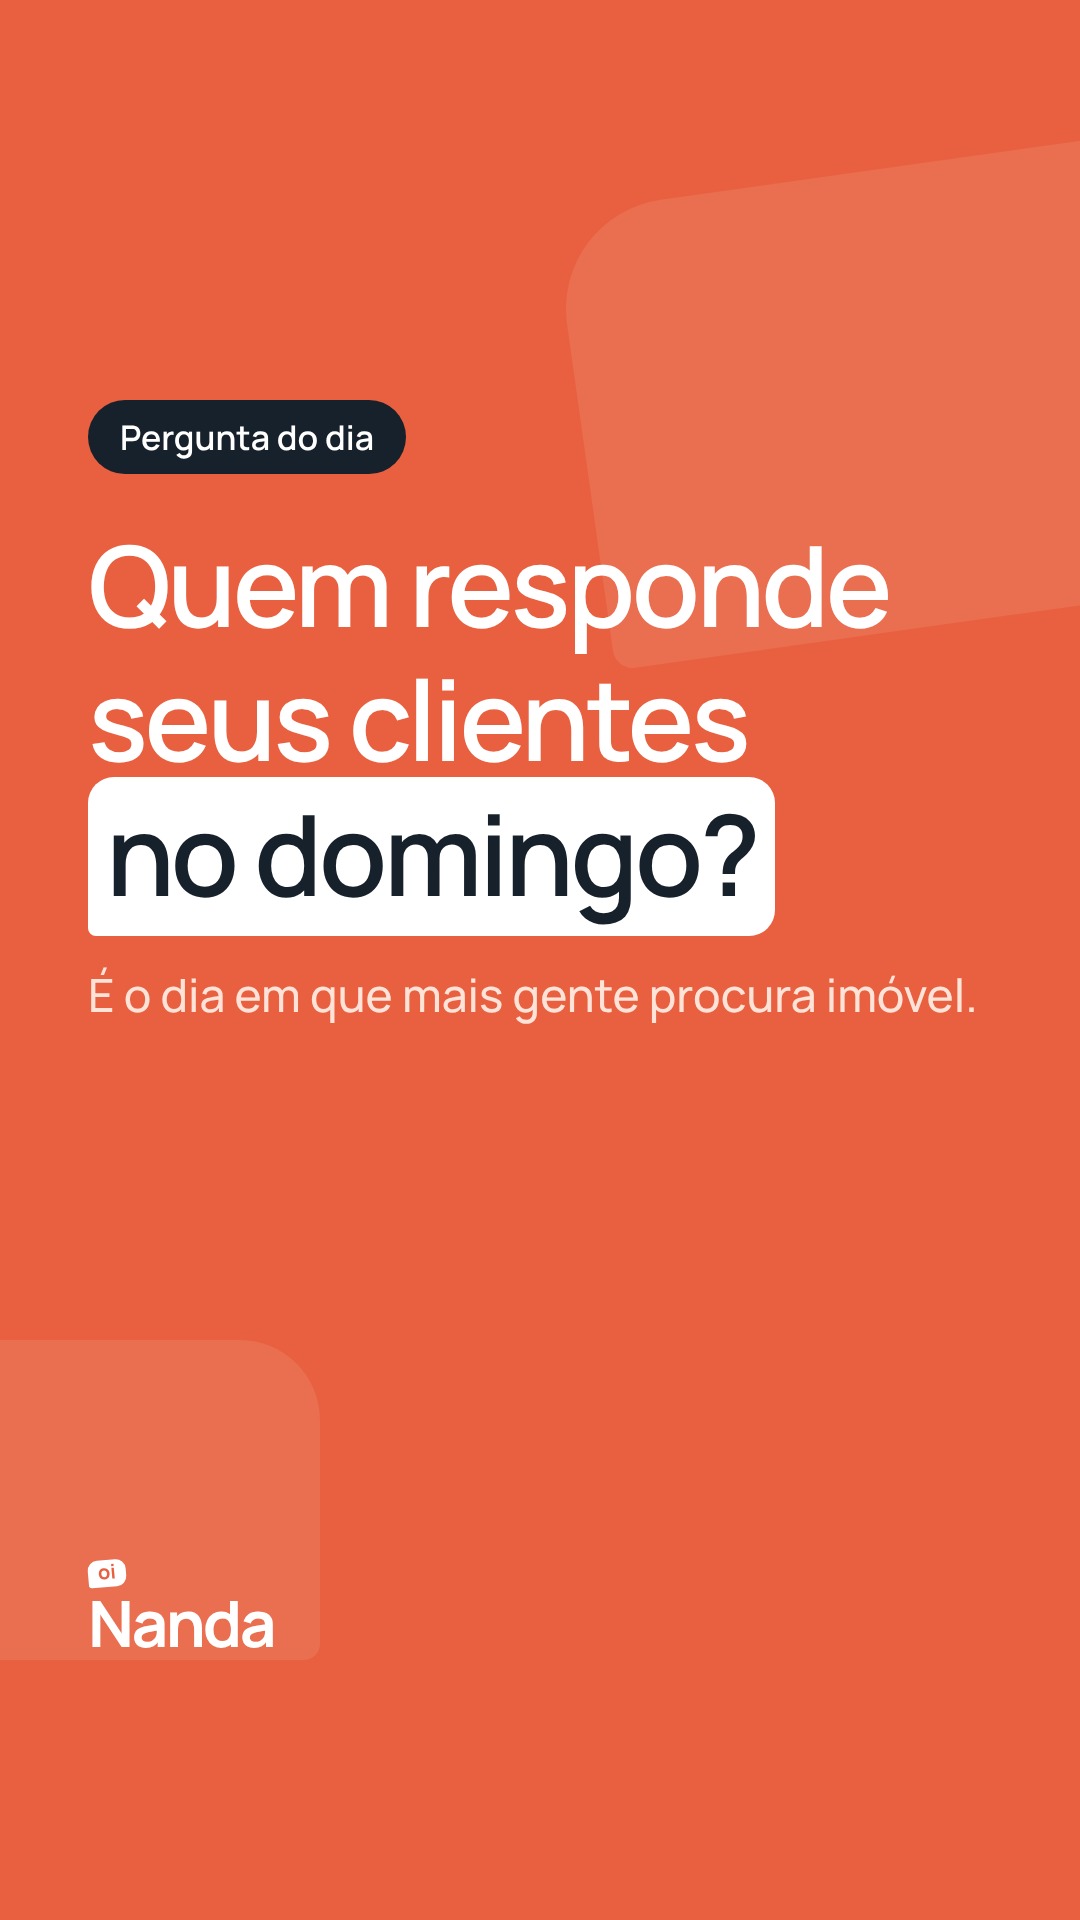 Pergunta do dia
Quem responde
seus clientes
no domingo?
É o dia em que mais gente procura imóvel.
oi
Nanda